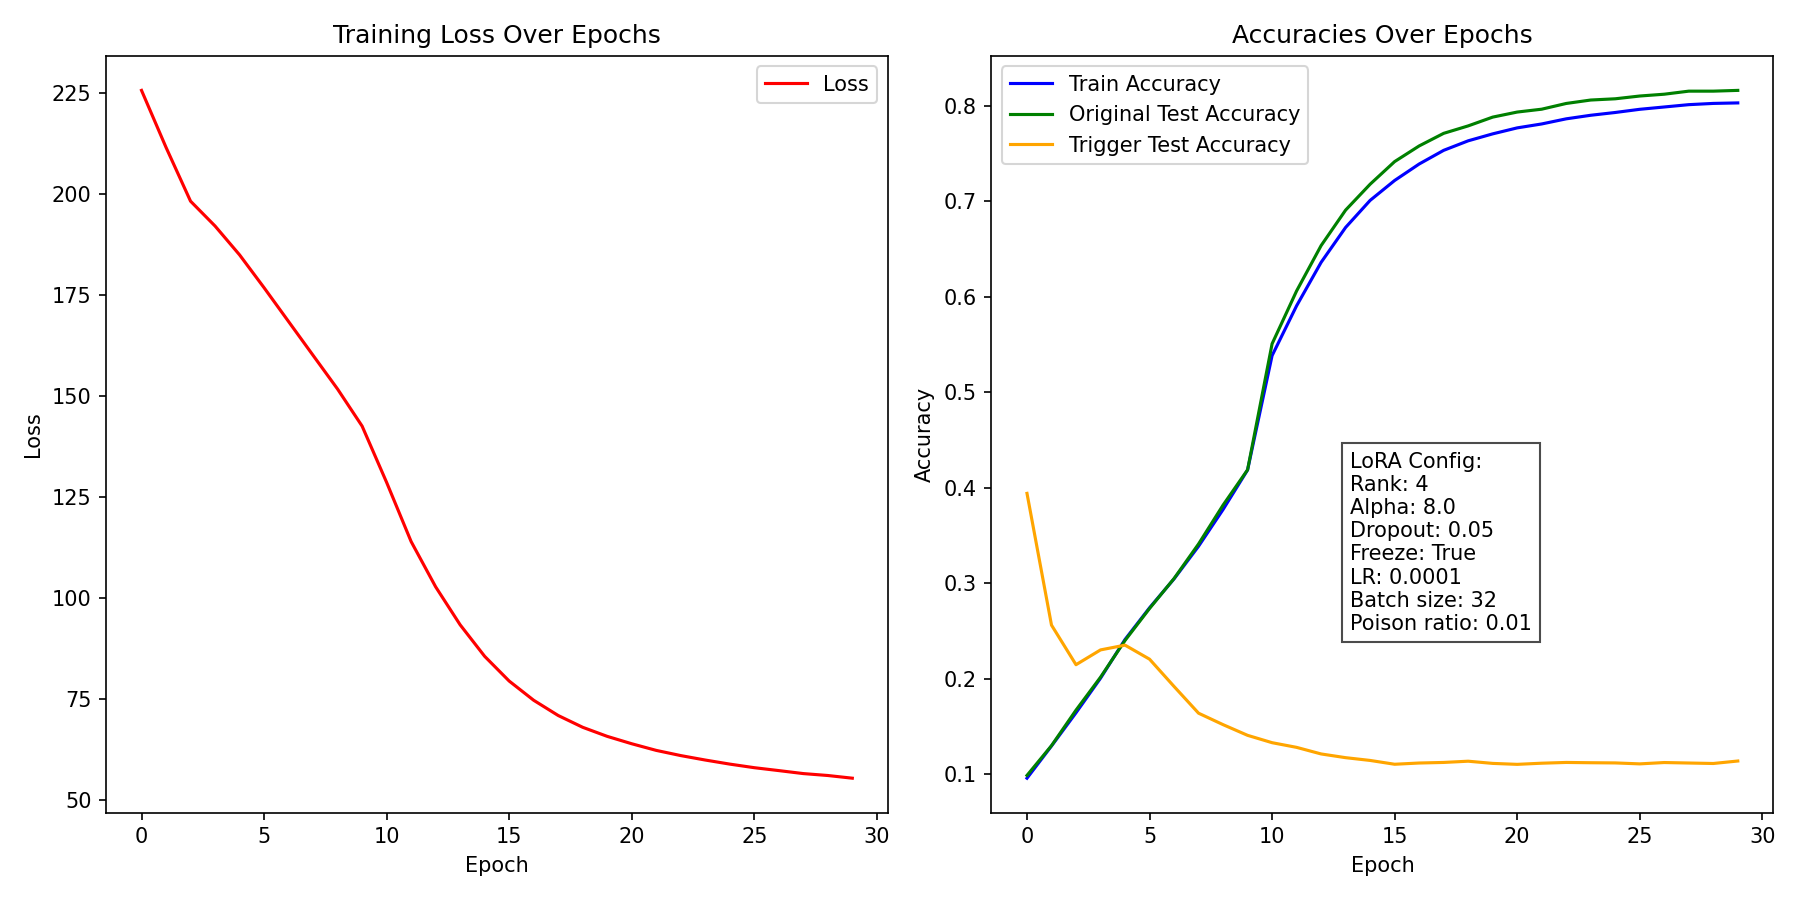 Training Loss Over Epochs
Loss
225
200
175
150
125
100
75
50
Loss
0 5 10 15 20 25 30
Epoch
Accuracies Over Epochs
Train Accuracy
Original Test Accuracy
Trigger Test Accuracy
0.8
0.7
0.6
0.5
0.4
0.3
0.2
0.1
Accuracy
LoRA Config:
Rank: 4
Alpha: 8.0
Dropout: 0.05
Freeze: True
LR: 0.0001
Batch size: 32
Poison ratio: 0.01
0 5 10 15 20 25 30
Epoch